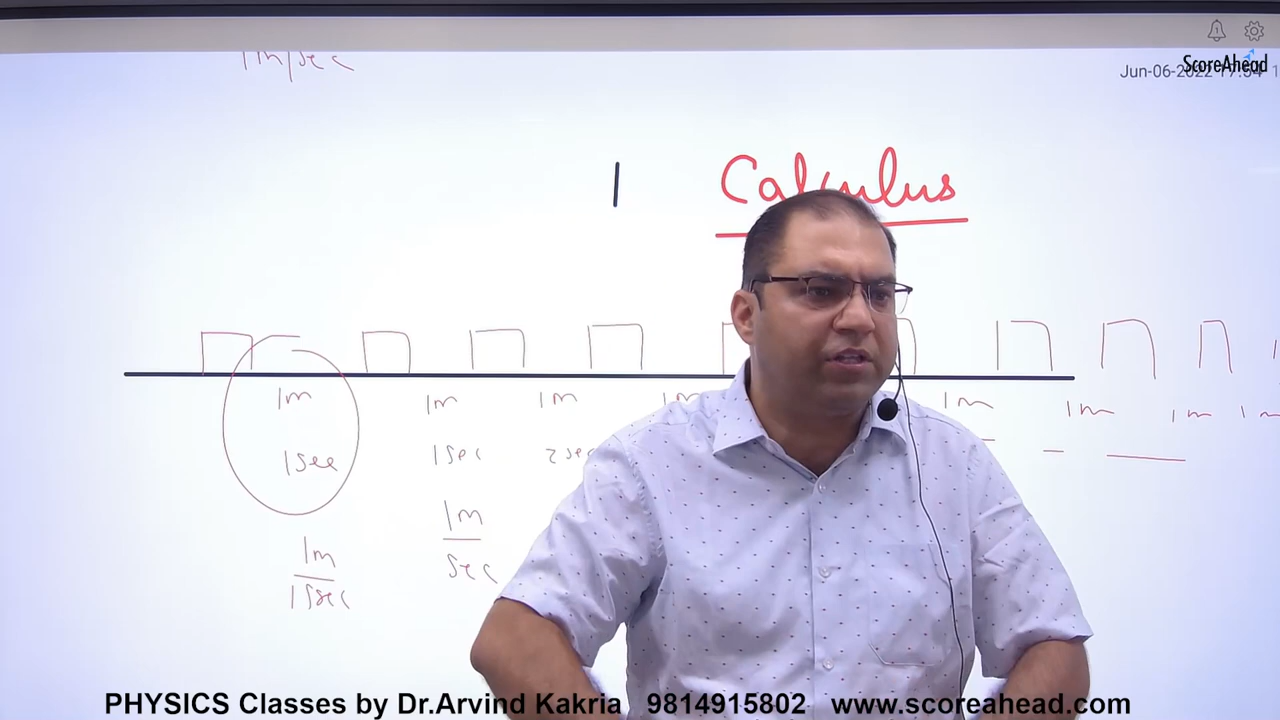 1m/sec
ScoreAhead
Jun-06-2022
1
Calculus
1m 1m 1m 1m 1m 1m 1m 1m
1sec 1sec 2sec
1m
sec
1m
1sec
PHYSICS Classes by Dr.Arvind Kakria 9814915802 www.scoreahead.com